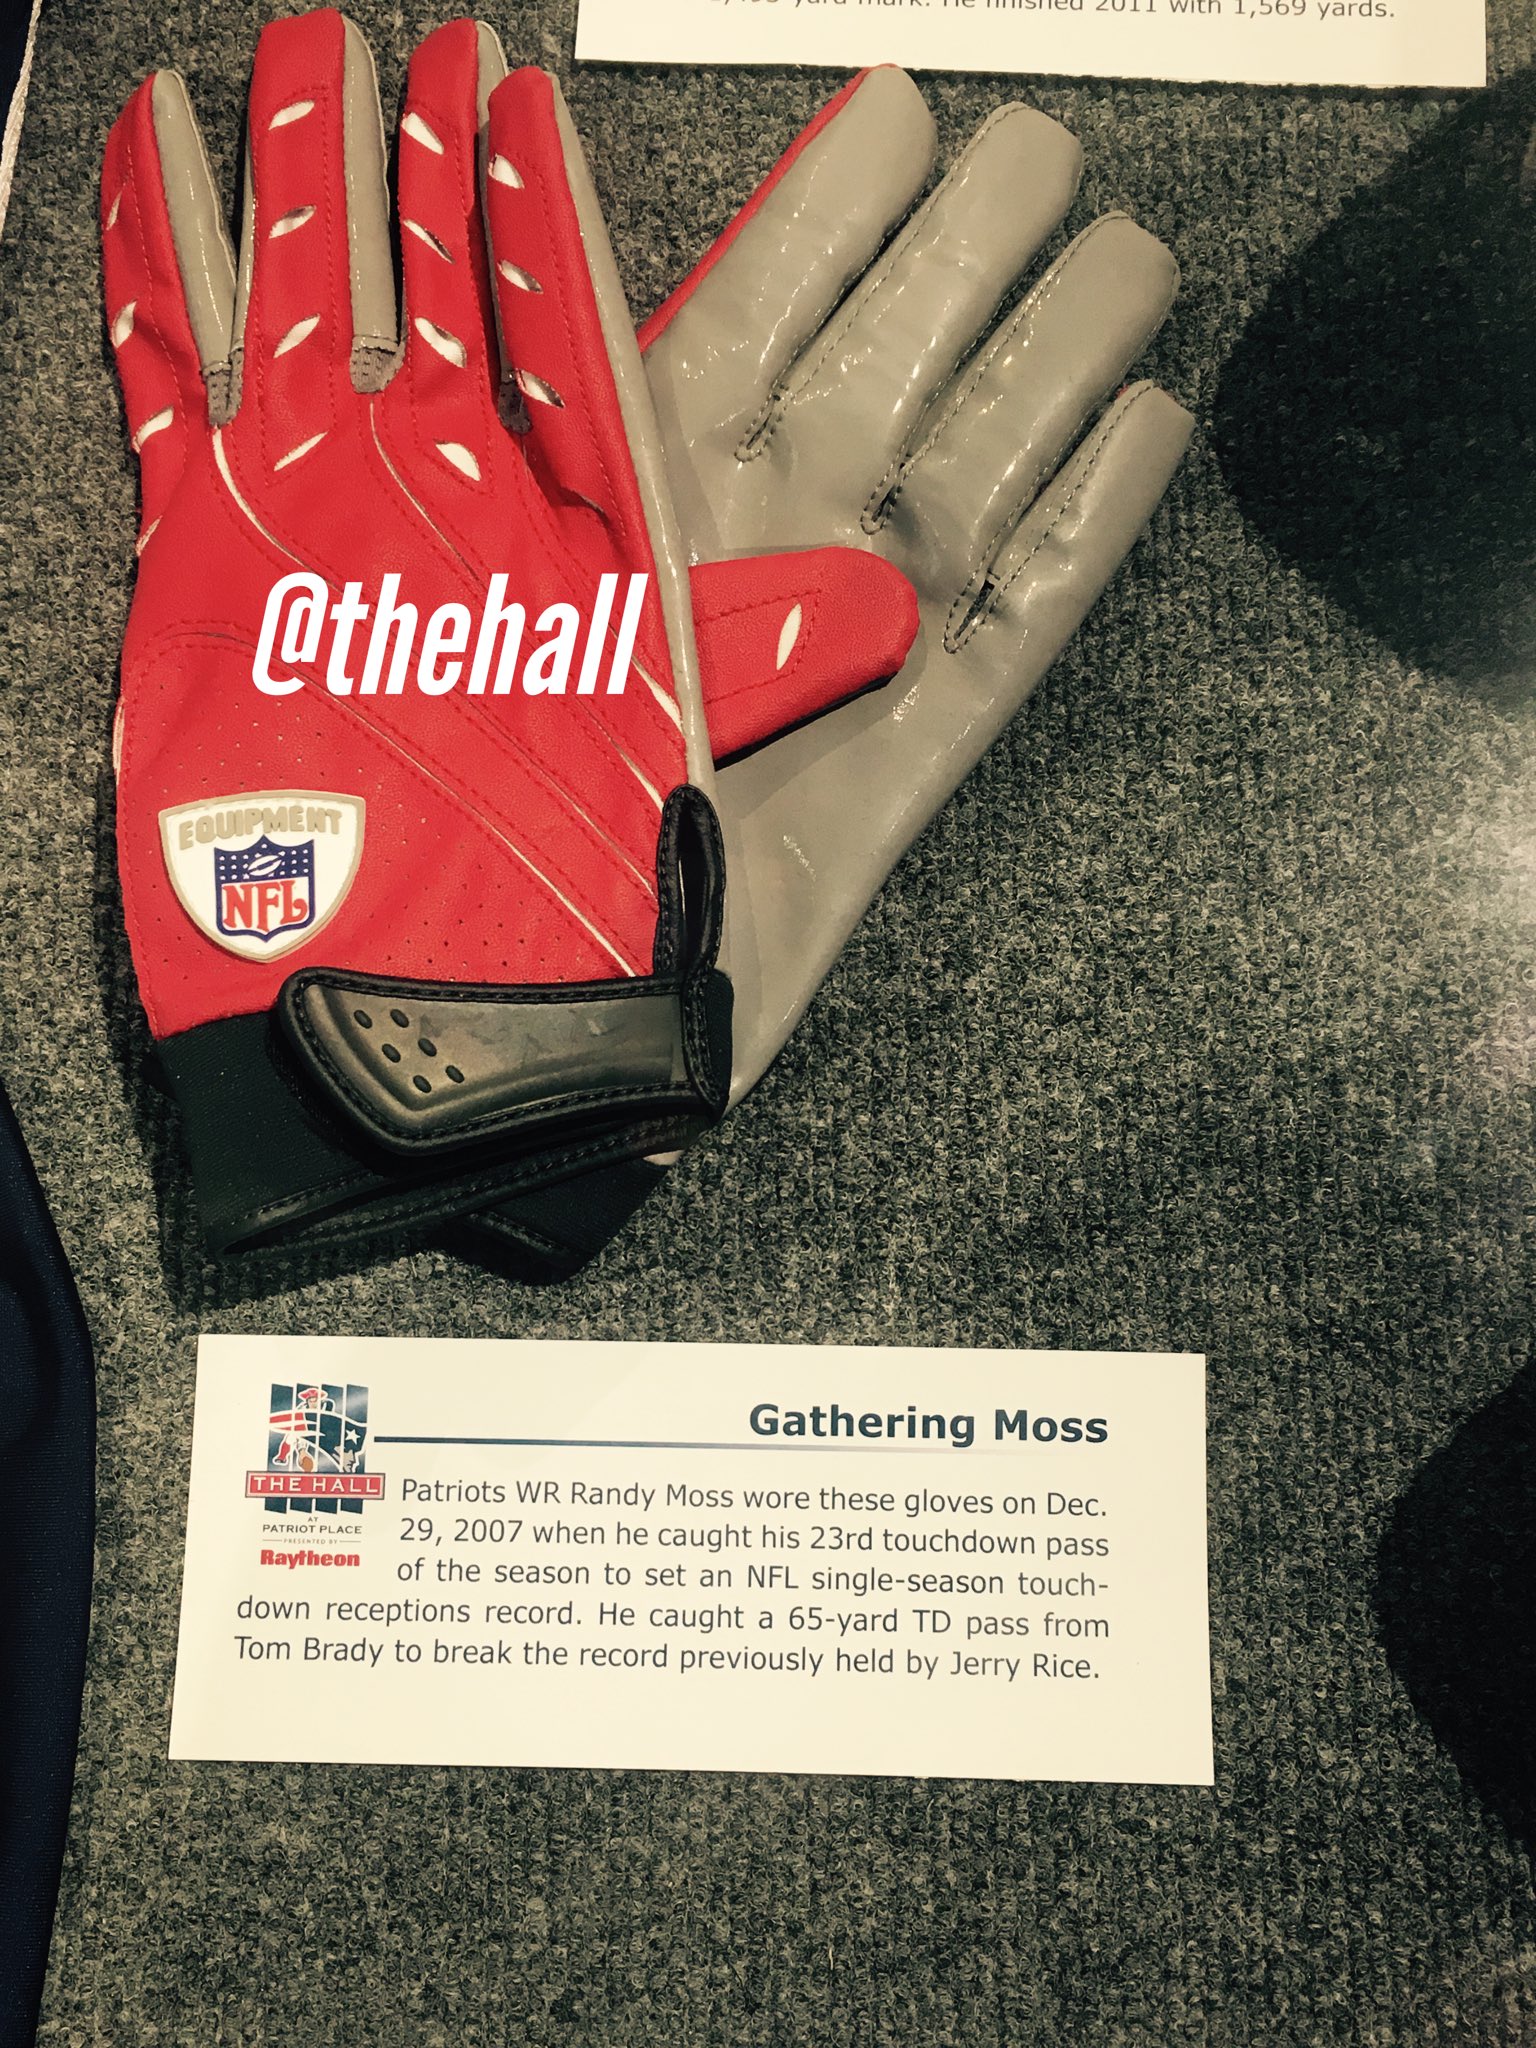 yard mark. He finished 2011 with 1,569 yards.
@thehall
EQUIPMENT
NFL
Gathering Moss
THE HALL
AT
PATRIOT PLACE
PRESENTED BY
Raytheon
Patriots WR Randy Moss wore these gloves on Dec.
29, 2007 when he caught his 23rd touchdown pass
of the season to set an NFL single-season touch-
down receptions record. He caught a 65-yard TD pass from
Tom Brady to break the record previously held by Jerry Rice.